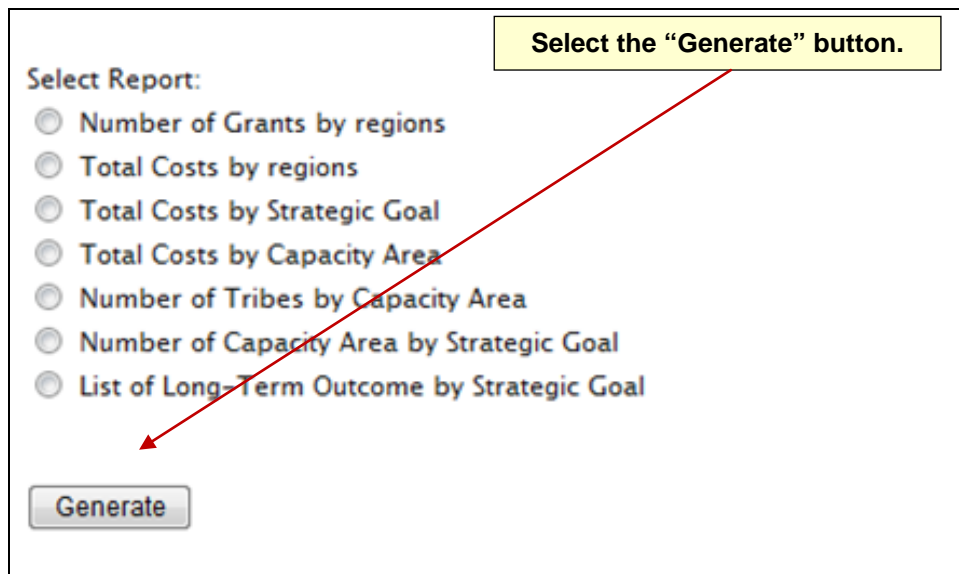 Select the “Generate” button.
Select Report:
Number of Grants by regions
Total Costs by regions
Total Costs by Strategic Goal
Total Costs by Capacity Area
Number of Tribes by Capacity Area
Number of Capacity Area by Strategic Goal
List of Long-Term Outcome by Strategic Goal
Generate